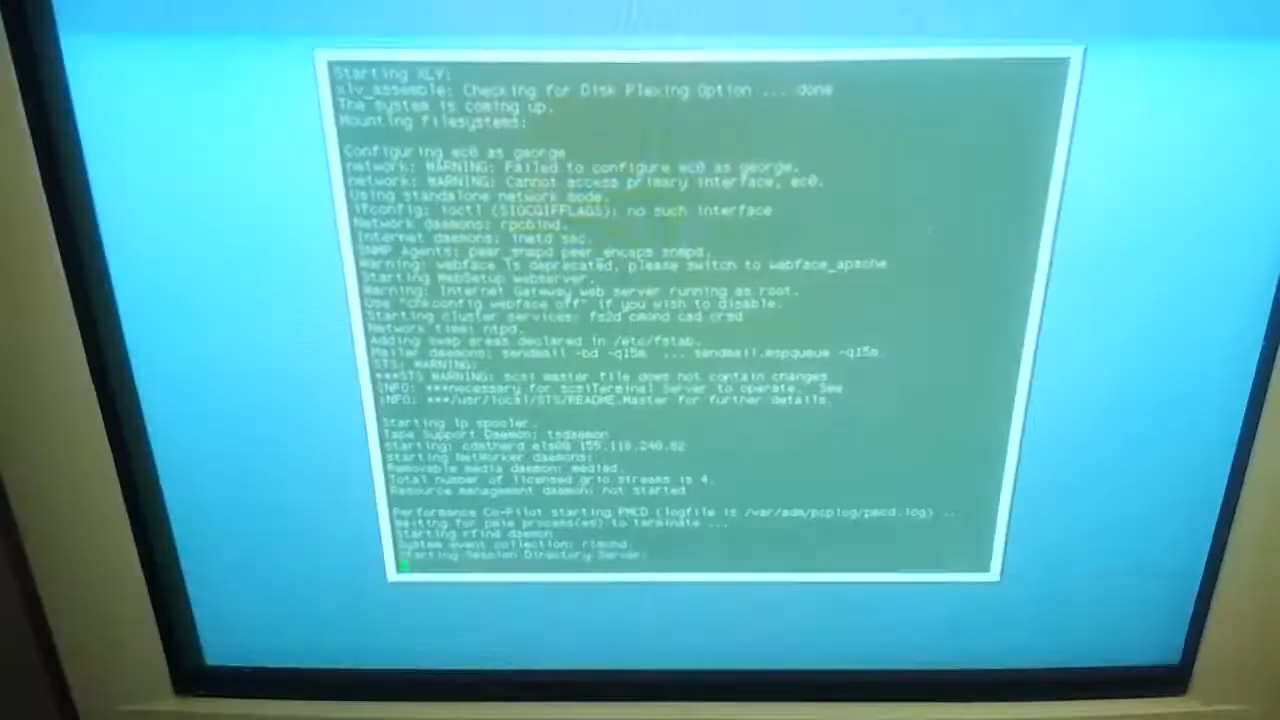 Starting XLV:
xlv_assemble: Checking for Disk Plexing Option ... done
The system is coming up.
Mounting filesystems:
Configuring ec0 as george
network: WARNING: Failed to configure ec0 as george.
network: WARNING: Cannot access primary interface, ec0.
Using standalone network mode.
ifconfig: ioctl (SIOCGIFFLAGS): no such interface
Network daemons: rpcbind.
Internet daemons: inetd sac.
SNMP Agents: peer_snmpd peer_encaps snmpd.
Warning: webface is deprecated, please switch to webface_apache
Starting WebSetup webserver.
Warning: Internet Gateway web server running as root.
Use "chkconfig webface off" if you wish to disable.
Starting cluster services: fs2d cmond cad crsd
Network time: ntpd.
Adding swap areas declared in /etc/fstab.
Mailer daemons: sendmail -bd -q15m ... sendmail.mspqueue -q15m.
STS: WARNING:
***STS WARNING: scsi master file does not contain changes
INFO: ***necessary for scsiTerminal Server to operate. See
INFO: ***/usr/local/STS/README.Master for further details.
Starting lp spooler.
Tape Support Daemon: tsdaemon
starting:
starting NetWorker daemons:
Removable media daemon: mediad.
Total number of licensed grio streams is 4.
Resource management daemon: not started
Performance Co-Pilot starting PMCD (logfile is /var/adm/pcplog/pmcd.log) ...
Waiting for pmie process(es) to terminate ...
Starting rfind daemon
System event collection: rtmond.
Starting Session Directory Server: